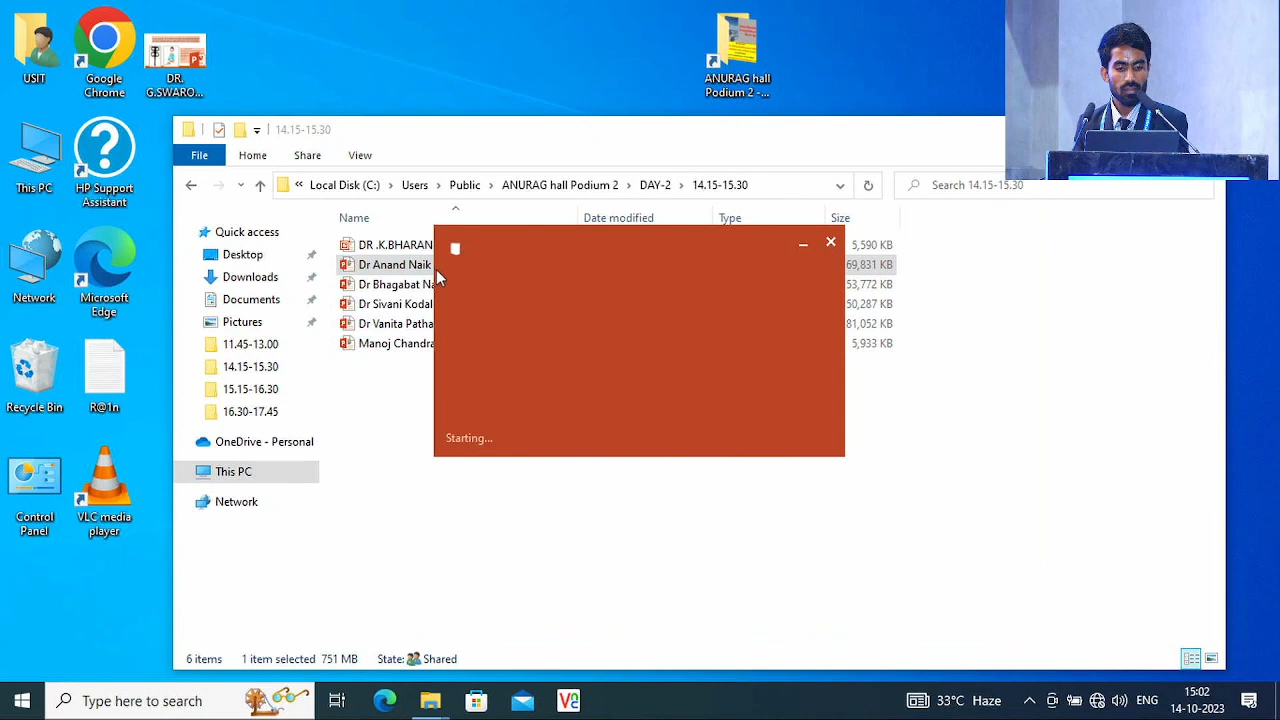 USIT
Google
Chrome
DR.
G.SWARO...
ANURAG hall
Podium 2 -...
This PC
HP Support
Assistant
Network
Microsoft
Edge
Recycle Bin
R@1n
Control
Panel
VLC media
player
14.15-15.30
File
Home
Share
View
« Local Disk (C:) › Users › Public › ANURAG hall Podium 2 › DAY-2 › 14.15-15.30
Search 14.15-15.30
Quick access
Desktop
Downloads
Documents
Pictures
11.45-13.00
14.15-15.30
15.15-16.30
16.30-17.45
OneDrive - Personal
This PC
Network
Name
Date modified
Type
Size
DR .K.BHARAN
5,590 KB
Dr Anand Naik
69,831 KB
Dr Bhagabat Na
53,772 KB
Dr Sivani Kodal
50,287 KB
Dr Vanita Patha
81,052 KB
Manoj Chandra
5,933 KB
Starting...
6 items
1 item selected 751 MB
State: Shared
Type here to search
33°C Haze
ENG
15:02
14-10-2023